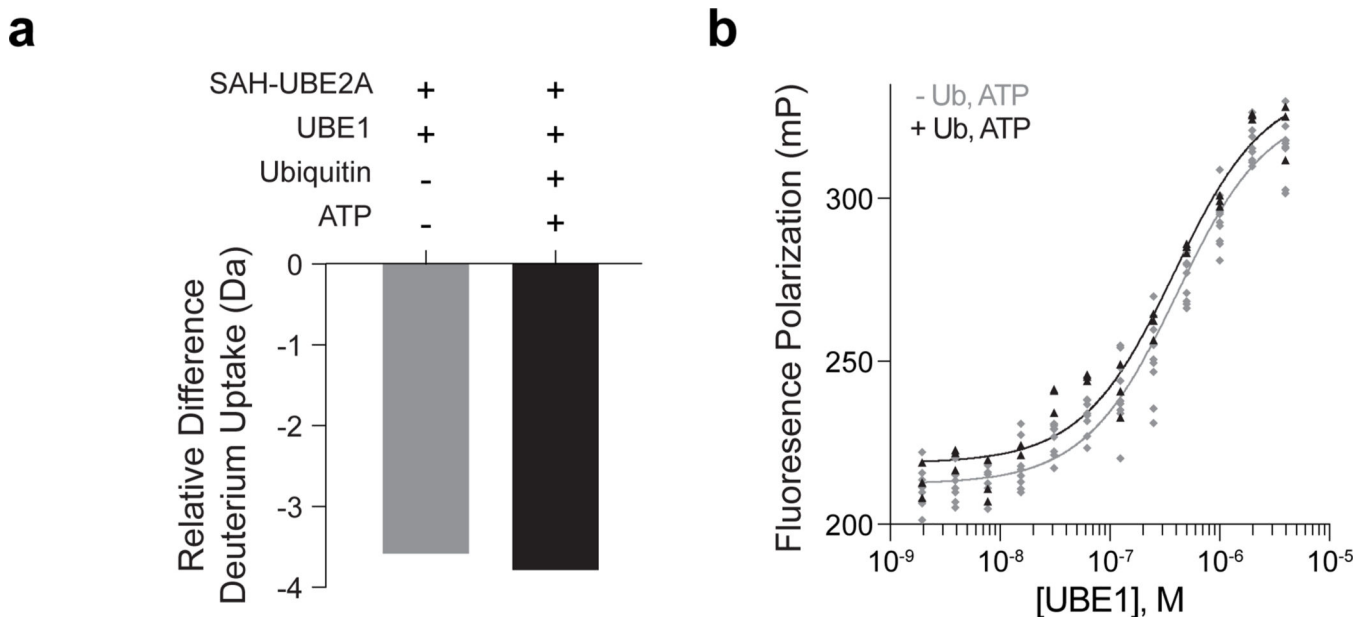 a
SAH-UBE2A + +
UBE1 + +
Ubiquitin - +
ATP - +
Relative Difference
Deuterium Uptake (Da)
0
-1
-2
-3
-4
b
- Ub, ATP
+ Ub, ATP
Fluoresence Polarization (mP)
300
250
200
10⁻⁹ 10⁻⁸ 10⁻⁷ 10⁻⁶ 10⁻⁵
[UBE1], M